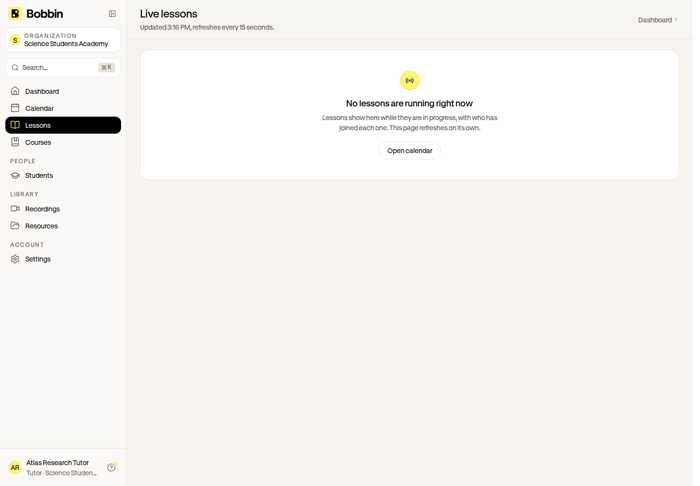 Bobbin
S
ORGANIZATION
Science Students Academy
Search...
⌘ K
Dashboard
Calendar
Lessons
Courses
PEOPLE
Students
LIBRARY
Recordings
Resources
ACCOUNT
Settings
AR
Atlas Research Tutor
Tutor · Science Studen...
Live lessons
Updated 3:16 PM, refreshes every 15 seconds.
Dashboard
No lessons are running right now
Lessons show here while they are in progress, with who has
joined each one. This page refreshes on its own.
Open calendar